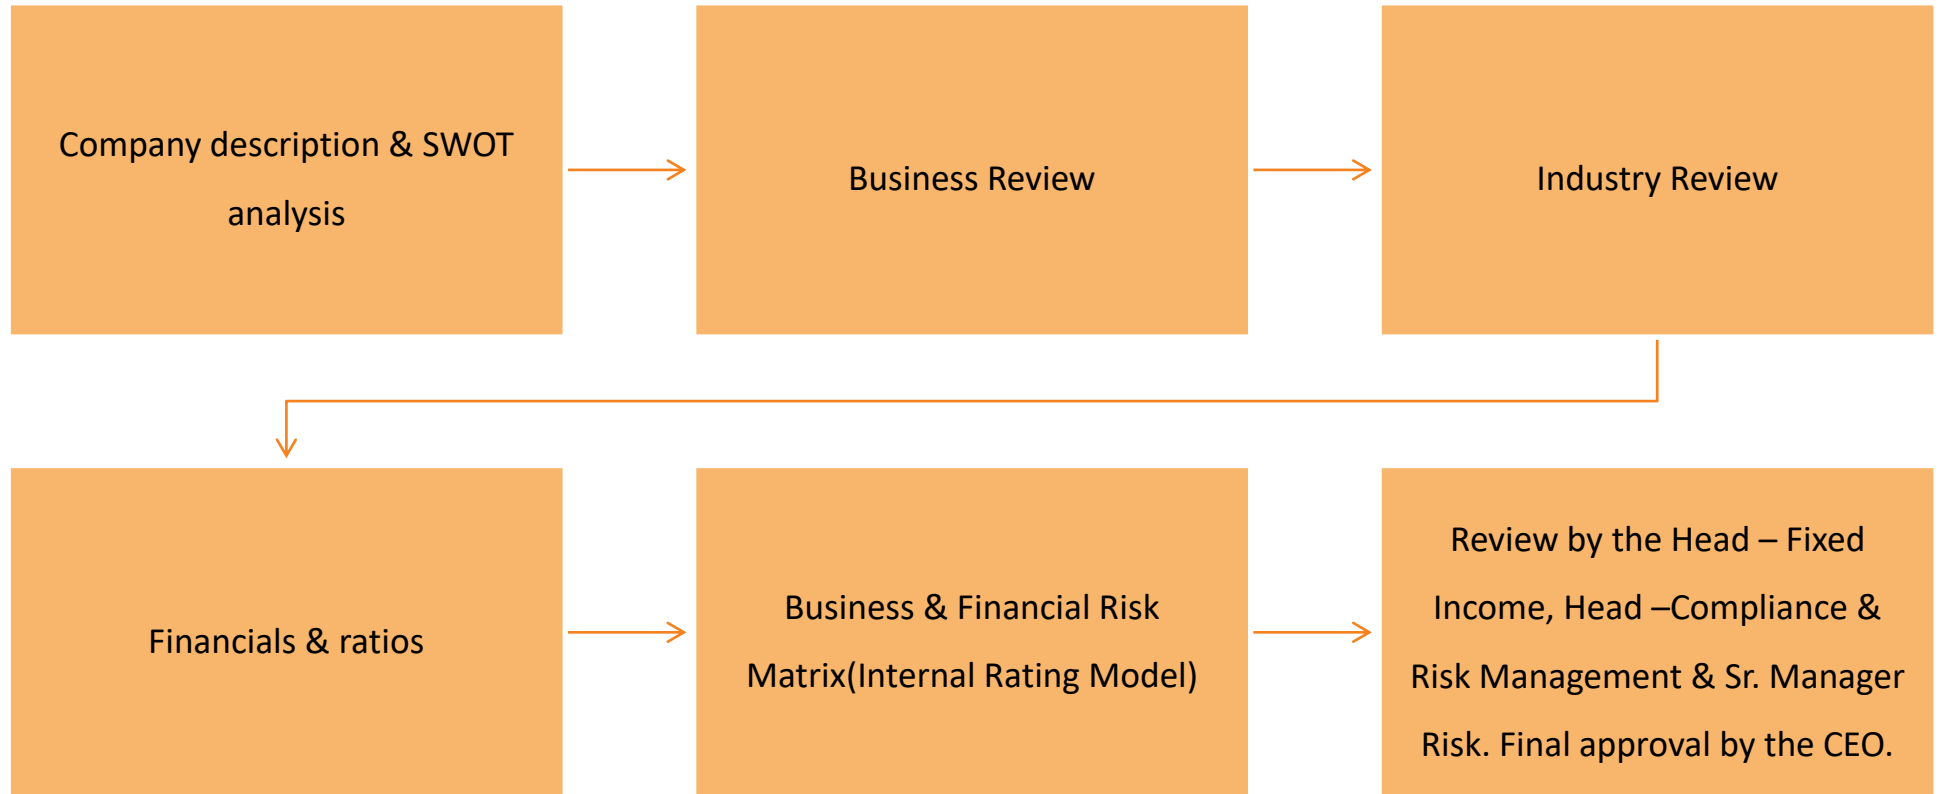 Company description & SWOT
analysis
Business Review
Industry Review
Financials & ratios
Business & Financial Risk
Matrix(Internal Rating Model)
Review by the Head – Fixed
Income, Head –Compliance &
Risk Management & Sr. Manager
Risk. Final approval by the CEO.